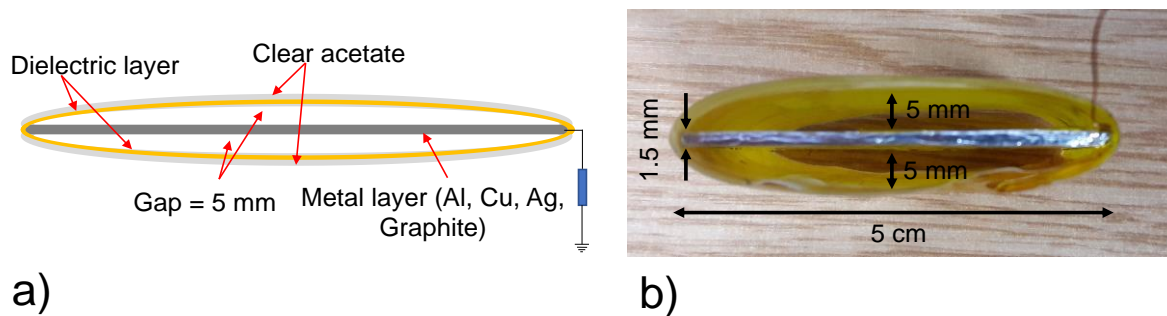 Dielectric layer
Clear acetate
Gap = 5 mm
Metal layer (Al, Cu, Ag,
Graphite)
a)
1.5 mm
5 mm
5 mm
5 cm
b)